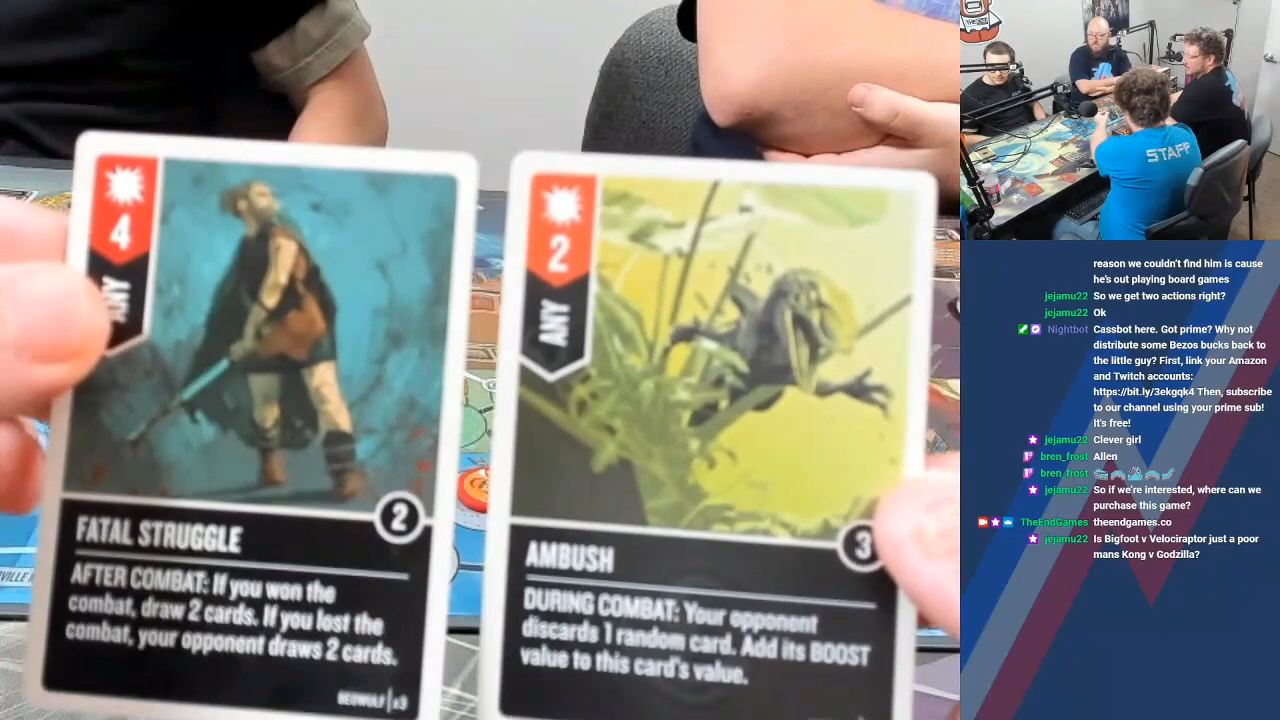 4
ANY
2
FATAL STRUGGLE
AFTER COMBAT: If you won the
combat, draw 2 cards. If you lost the
combat, your opponent draws 2 cards.
BEOWULF x3
2
ANY
3
AMBUSH
DURING COMBAT: Your opponent
discards 1 random card. Add its BOOST
value to this card's value.
STAFF
reason we couldn't find him is cause
he's out playing board games
jejamu22 So we get two actions right?
jejamu22 Ok
Nightbot Cassbot here. Got prime? Why not
distribute some Bezos bucks back to
the little guy? First, link your Amazon
and Twitch accounts:
https://bit.ly/3ekgqk4 Then, subscribe
to our channel using your prime sub!
It's free!
jejamu22 Clever girl
bren_frost Allen
bren_frost
jejamu22 So if we're interested, where can we
purchase this game?
TheEndGames theendgames.co
jejamu22 Is Bigfoot v Velociraptor just a poor
mans Kong v Godzilla?